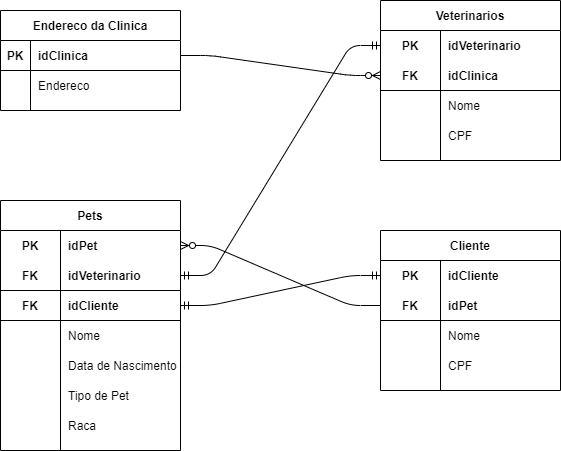 Endereco da Clinica
PK idClinica
Endereco
Veterinarios
PK idVeterinario
FK idClinica
Nome
CPF
Pets
PK idPet
FK idVeterinario
FK idCliente
Nome
Data de Nascimento
Tipo de Pet
Raca
Cliente
PK idCliente
FK idPet
Nome
CPF